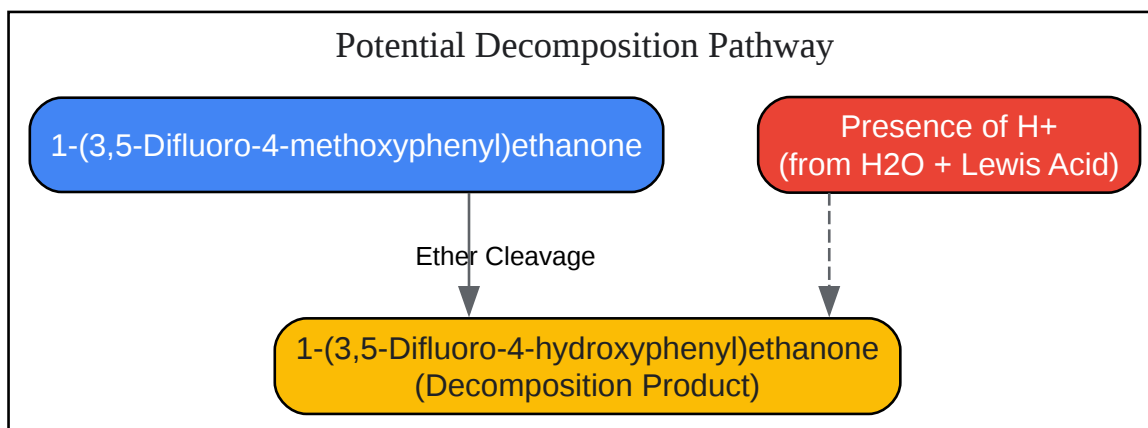 Potential Decomposition Pathway
1-(3,5-Difluoro-4-methoxyphenyl)ethanone
Presence of H+
(from H2O + Lewis Acid)
Ether Cleavage
1-(3,5-Difluoro-4-hydroxyphenyl)ethanone
(Decomposition Product)